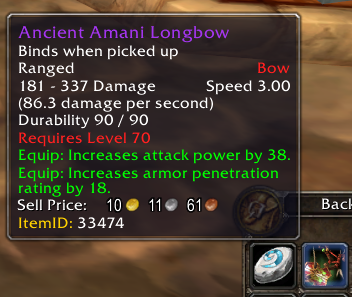 Ancient Amani Longbow
Binds when picked up
Ranged Bow
181 - 337 Damage Speed 3.00
(86.3 damage per second)
Durability 90 / 90
Requires Level 70
Equip: Increases attack power by 38.
Equip: Increases armor penetration
rating by 18.
Sell Price: 10 11 61
ItemID: 33474
Back